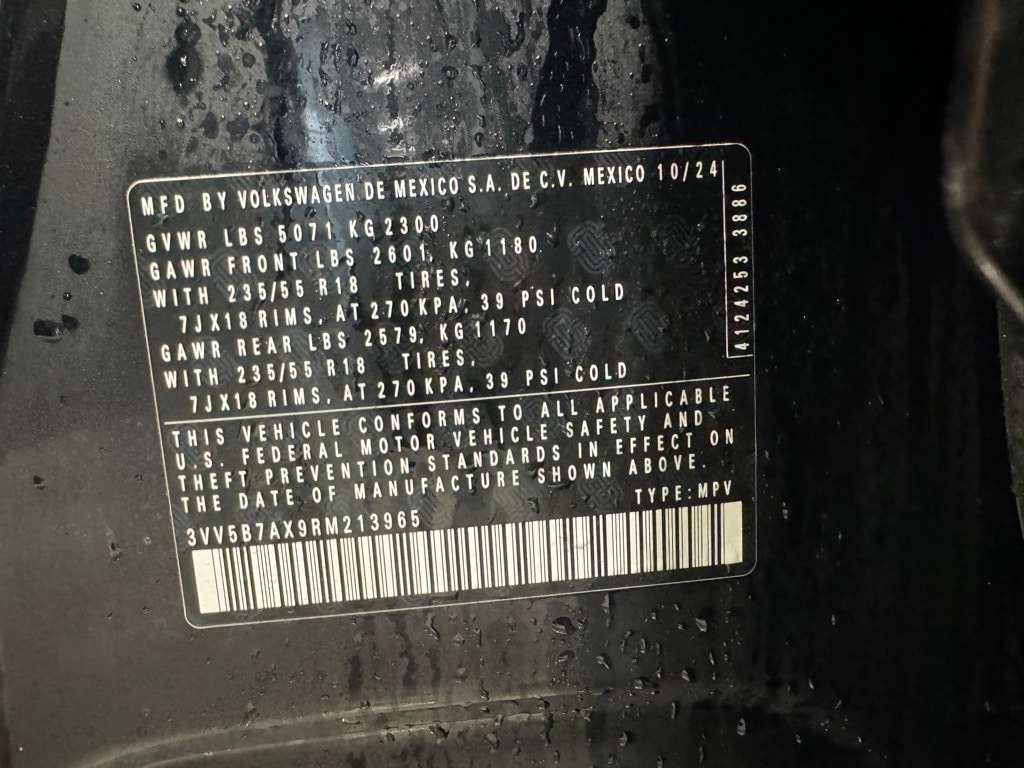 MFD BY VOLKSWAGEN DE MEXICO S.A. DE C.V. MEXICO 10/24
GVWR LBS 5071 KG 2300
GAWR FRONT LBS 2601, KG 1180
WITH 235/55 R18 TIRES,
7JX18 RIMS, AT 270 KPA, 39 PSI COLD
GAWR REAR LBS 2579, KG 1170
WITH 235/55 R18 TIRES,
7JX18 RIMS, AT 270 KPA, 39 PSI COLD
4124253 3886
THIS VEHICLE CONFORMS TO ALL APPLICABLE
U.S. FEDERAL MOTOR VEHICLE SAFETY AND
THEFT PREVENTION STANDARDS IN EFFECT ON
THE DATE OF MANUFACTURE SHOWN ABOVE.
3VV5B7AX9RM213965 TYPE: MPV